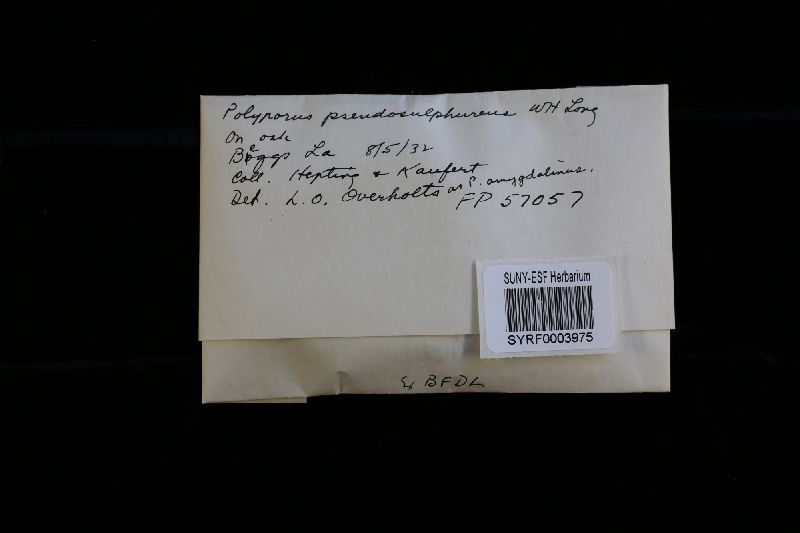 Polyporus pseudosulphureus WH Long
On oak
Beggs La 8/5/32
Coll. Hepting & Kaufert
Det. L.O. Overholts as P. amygdalinus.
FP 57057
SUNY-ESF Herbarium
SYRF0003975
Ex BFDL